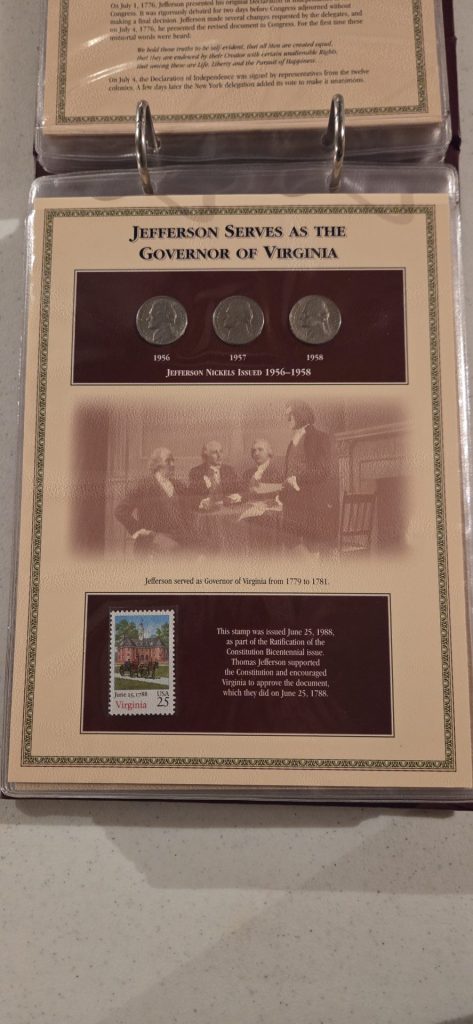 On July 1, 1776, Jefferson presented his original Declaration of Independence
Congress. It was rigorously debated for two days before Congress adjourned without
making a final decision. Jefferson made several changes requested by the delegates, and
on July 4, 1776, he presented the revised document to Congress. For the first time these
immortal words were heard.
We hold these truths to be self-evident, that all Men are created equal,
that they are endowed by their Creator with certain unalienable Rights,
that among these are Life, Liberty and the Pursuit of Happiness.
On July 4, the Declaration of Independence was signed by representatives from the twelve
colonies. A few days later the New York delegation added its vote to make it unanimous.
JEFFERSON SERVES AS THE
GOVERNOR OF VIRGINIA
1956 1957 1958
JEFFERSON NICKELS ISSUED 1956–1958
Jefferson served as Governor of Virginia from 1779 to 1781.
June 25, 1788 USA
Virginia 25
This stamp was issued June 25, 1988,
as part of the Ratification of the
Constitution Bicentennial issue.
Thomas Jefferson supported
the Constitution and encouraged
Virginia to approve the document,
which they did on June 25, 1788.